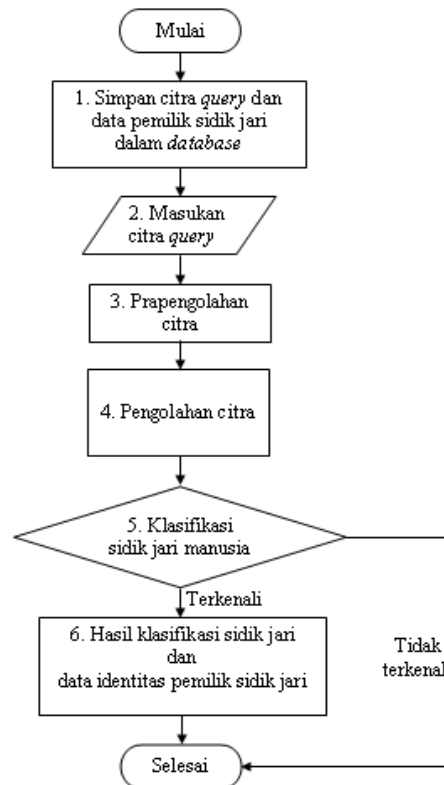 Mulai
1. Simpan citra query dan
data pemilik sidik jari
dalam database
2. Masukan
citra query
3. Prapengolahan
citra
4. Pengolahan citra
5. Klasifikasi
sidik jari manusia
Terkenali
6. Hasil klasifikasi sidik jari
dan
data identitas pemilik sidik jari
Tidak
terkenal
Selesai